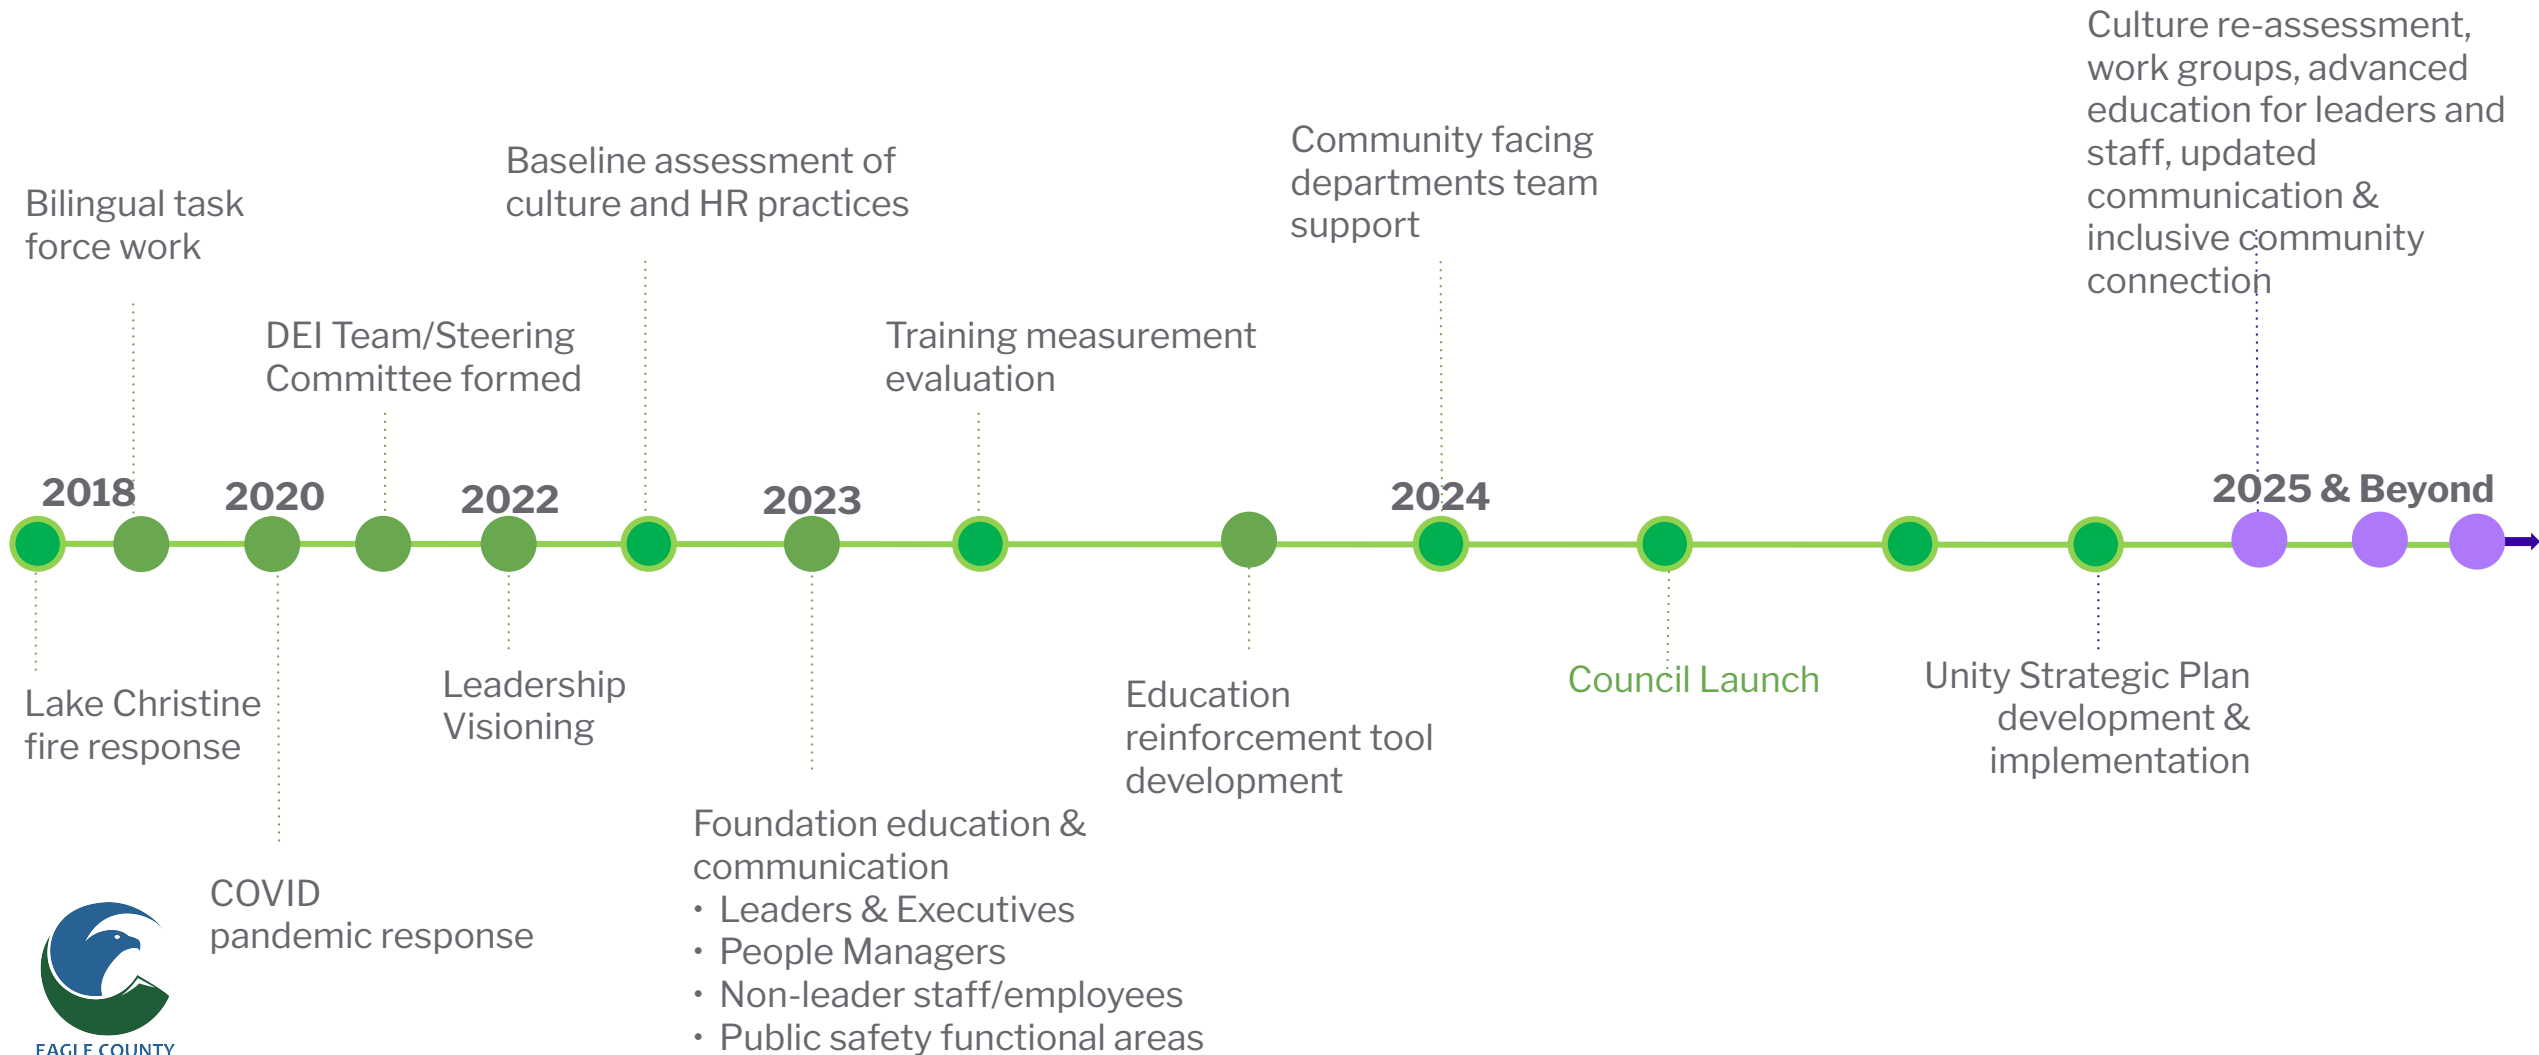 Culture re-assessment,
work groups, advanced
education for leaders and
staff, updated
communication &
inclusive community
connection
Community facing
departments team
support
Baseline assessment of
culture and HR practices
Bilingual task
force work
DEI Team/Steering
Committee formed
Training measurement
evaluation
2018
2020
2022
2023
2024
2025 & Beyond
Lake Christine
fire response
Leadership
Visioning
Education
reinforcement tool
development
Council Launch
Unity Strategic Plan
development &
implementation
COVID
pandemic response
Foundation education &
communication
• Leaders & Executives
• People Managers
• Non-leader staff/employees
• Public safety functional areas
EAGLE COUNTY